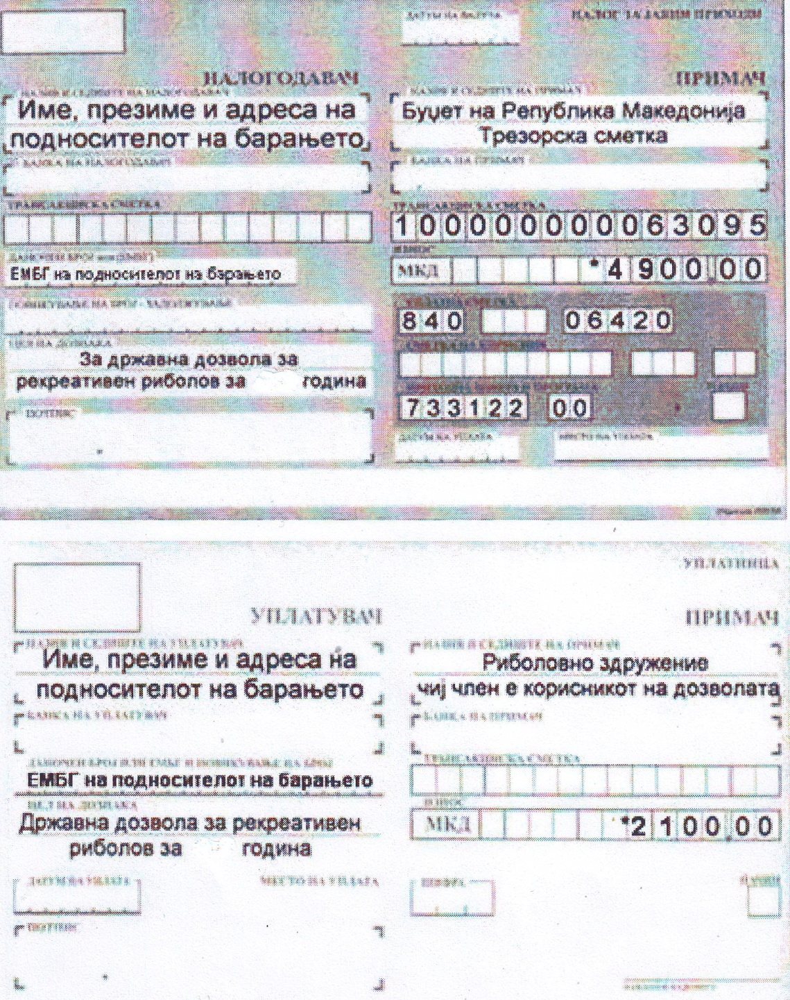 ДАТУМ НА ВАЛУТА
НАЛОГ ЗА ЈАВНИ ПРИХОДИ
НАЛОГОДАВАЧ
ПРИМАЧ
НАЗИВ И СЕДИШТЕ НА НАЛОГОДАВАЧ
НАЗИВ И СЕДИШТЕ НА ПРИМАЧ
Име, презиме и адреса на
подносителот на барањето
Буџет на Република Македонија
Трезорска сметка
БАНКА НА НАЛОГОДАВАЧ
БАНКА НА ПРИМАЧ
ТРАНСАКЦИСКА СМЕТКА
ТРАНСАКЦИСКА СМЕТКА
100000000063095
ДАНОЧЕН БРОЈ или ЕМБГ
ИЗНОС
ЕМБГ на подносителот на барањето
МКД *4900,00
ПОВИКУВАЊЕ НА БРОЈ - ЗАДОЛЖУВАЊЕ
УПЛАТНА СМЕТКА
840 06420
ЦЕЛ НА ДОЗНАКА
За државна дозвола за
рекреативен риболов за година
733122 00
ПОТПИС
ДАТУМ НА УПЛАТА
МЕСТО НА УПЛАТА
УПЛАТНИЦА
УПЛАТУВАЧ
ПРИМАЧ
НАЗИВ И СЕДИШТЕ НА УПЛАТУВАЧ
НАЗИВ И СЕДИШТЕ НА ПРИМАЧ
Име, презиме и адреса на
подносителот на барањето
Риболовно здружение
чиј член е корисникот на дозволата
БАНКА НА УПЛАТУВАЧ
БАНКА НА ПРИМАЧ
ДАНОЧЕН БРОЈ ИЛИ ЕМБГ И ПОВИКУВАЊЕ НА БРОЈ
ТРАНСАКЦИСКА СМЕТКА
ЕМБГ на подносителот на барањето
ИЗНОС
МКД *2100,00
ЦЕЛ НА ДОЗНАКА
Државна дозвола за рекреативен
риболов за година
ДАТУМ НА УПЛАТА
МЕСТО НА УПЛАТА
ШИФРА
НАЧИН
ПОТПИС